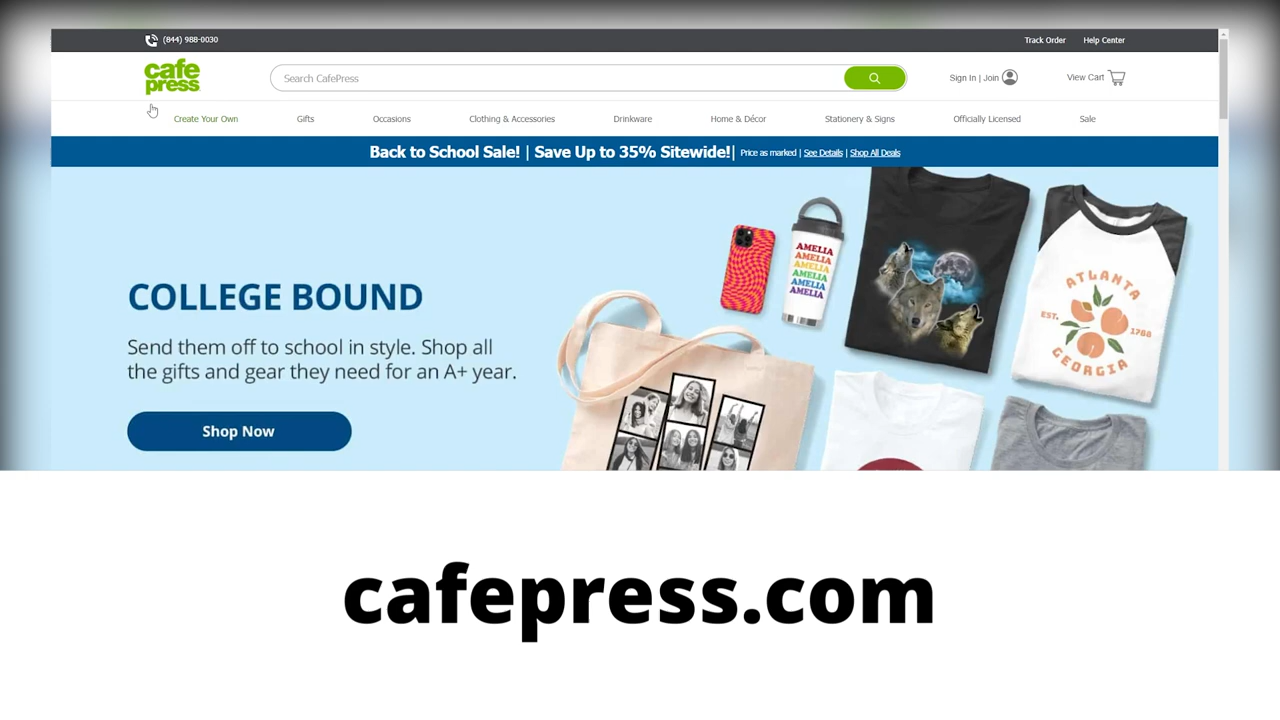 (844) 988-0030
Track Order
Help Center
cafe
press
Search CafePress
Sign In | Join
View Cart
Create Your Own
Gifts
Occasions
Clothing & Accessories
Drinkware
Home & Décor
Stationery & Signs
Officially Licensed
Sale
Back to School Sale! | Save Up to 35% Sitewide!| Price as marked | See Details | Shop All Deals
COLLEGE BOUND
Send them off to school in style. Shop all
the gifts and gear they need for an A+ year.
Shop Now
AMELIA
AMELIA
AMELIA
AMELIA
AMELIA
AMELIA
ATLANTA
EST. 1788
GEORGIA
cafepress.com